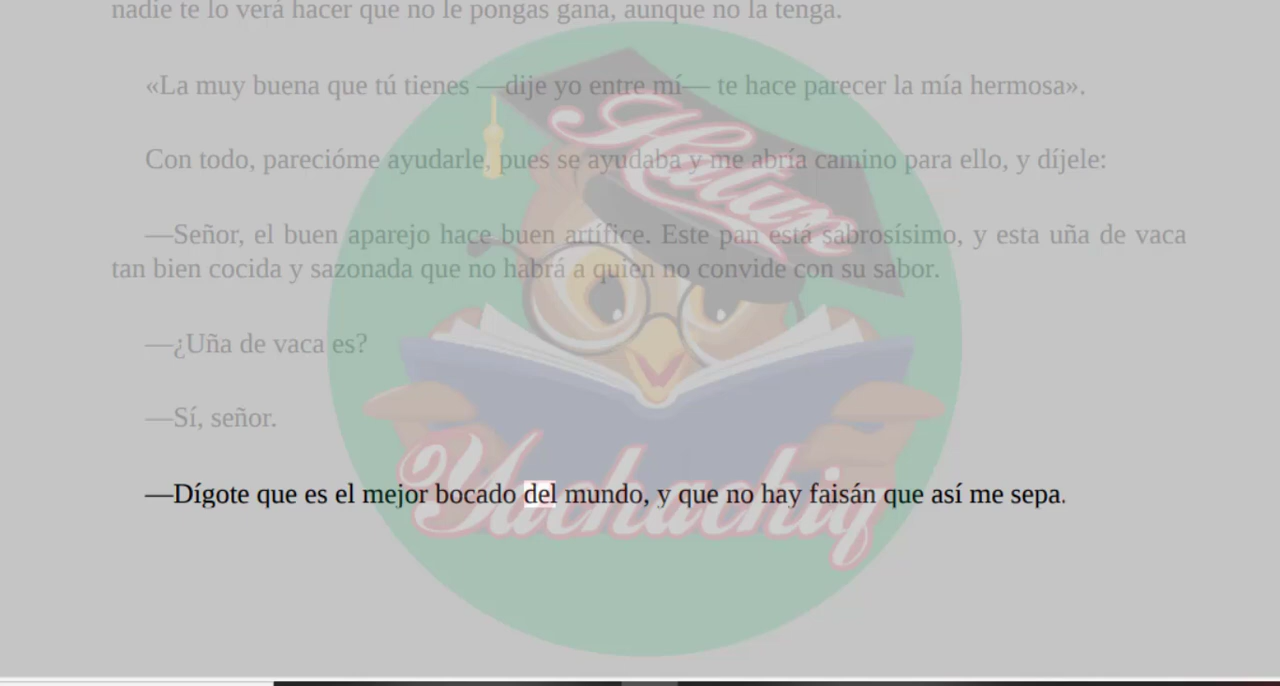 nadie te lo verá hacer que no le pongas gana, aunque no la tenga.
«La muy buena que tú tienes —dije yo entre mí— te hace parecer la mía hermosa».
Con todo, parecióme ayudarle, pues se ayudaba y me abría camino para ello, y díjele:
—Señor, el buen aparejo hace buen artífice. Este pan está sabrosísimo, y esta uña de vaca
tan bien cocida y sazonada que no habrá a quien no convide con su sabor.
—¿Uña de vaca es?
—Sí, señor.
—Dígote que es el mejor bocado del mundo, y que no hay faisán que así me sepa.
Hatun
Yachachiq